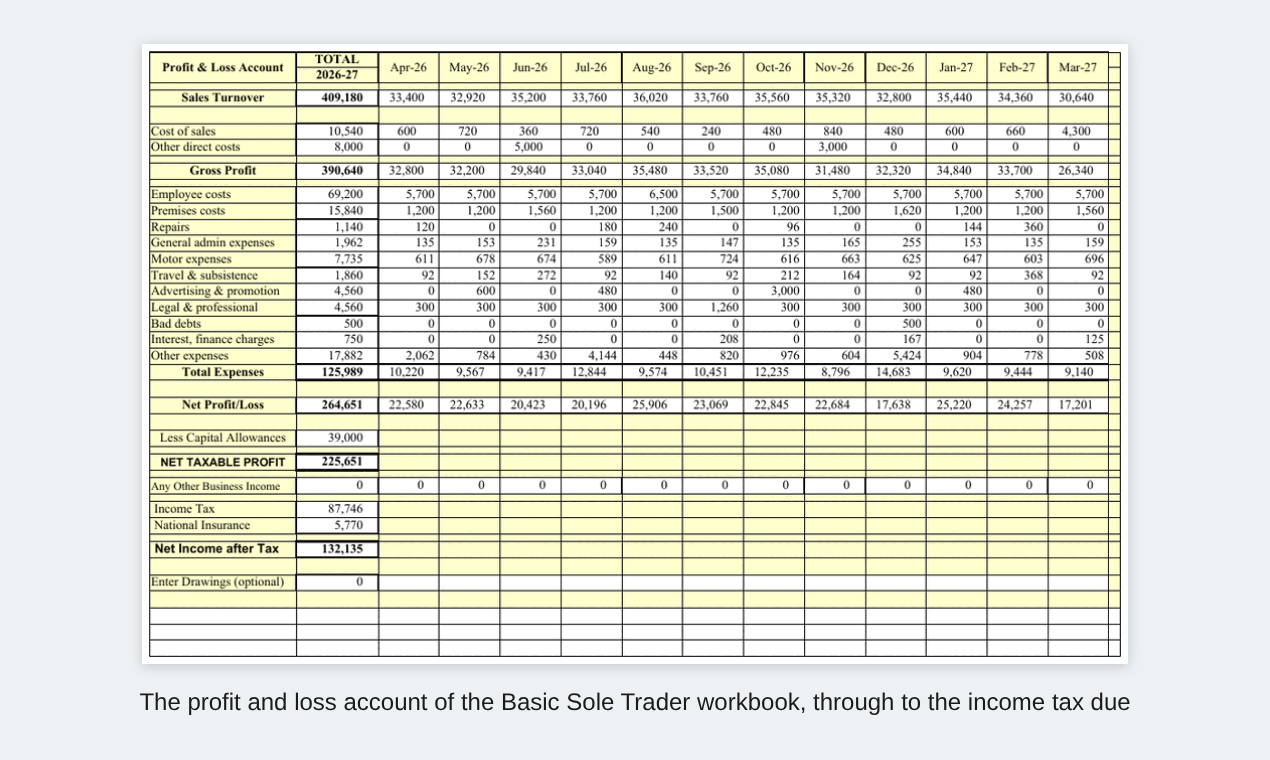 Profit & Loss Account TOTAL 2026-27 Apr-26 May-26 Jun-26 Jul-26 Aug-26 Sep-26 Oct-26 Nov-26 Dec-26 Jan-27 Feb-27 Mar-27
Sales Turnover 409,180 33,400 32,920 35,200 33,760 36,020 33,760 35,560 35,320 32,800 35,440 34,360 30,640
Cost of sales 10,540 600 720 360 720 540 240 480 840 480 600 660 4,300
Other direct costs 8,000 0 0 5,000 0 0 0 0 3,000 0 0 0 0
Gross Profit 390,640 32,800 32,200 29,840 33,040 35,480 33,520 35,080 31,480 32,320 34,840 33,700 26,340
Employee costs 69,200 5,700 5,700 5,700 5,700 6,500 5,700 5,700 5,700 5,700 5,700 5,700 5,700
Premises costs 15,840 1,200 1,200 1,560 1,200 1,200 1,500 1,200 1,200 1,620 1,200 1,200 1,560
Repairs 1,140 120 0 0 180 240 0 96 0 0 144 360 0
General admin expenses 1,962 135 153 231 159 135 147 135 165 255 153 135 159
Motor expenses 7,735 611 678 674 589 611 724 616 663 625 647 603 696
Travel & subsistence 1,860 92 152 272 92 140 92 212 164 92 92 368 92
Advertising & promotion 4,560 0 600 0 480 0 0 3,000 0 0 480 0 0
Legal & professional 4,560 300 300 300 300 300 1,260 300 300 300 300 300 300
Bad debts 500 0 0 0 0 0 0 0 0 500 0 0 0
Interest, finance charges 750 0 0 250 0 0 208 0 0 167 0 0 125
Other expenses 17,882 2,062 784 430 4,144 448 820 976 604 5,424 904 778 508
Total Expenses 125,989 10,220 9,567 9,417 12,844 9,574 10,451 12,235 8,796 14,683 9,620 9,444 9,140
Net Profit/Loss 264,651 22,580 22,633 20,423 20,196 25,906 23,069 22,845 22,684 17,638 25,220 24,257 17,201
Less Capital Allowances 39,000
NET TAXABLE PROFIT 225,651
Any Other Business Income 0 0 0 0 0 0 0 0 0 0 0 0 0
Income Tax 87,746
National Insurance 5,770
Net Income after Tax 132,135
Enter Drawings (optional) 0
The profit and loss account of the Basic Sole Trader workbook, through to the income tax due